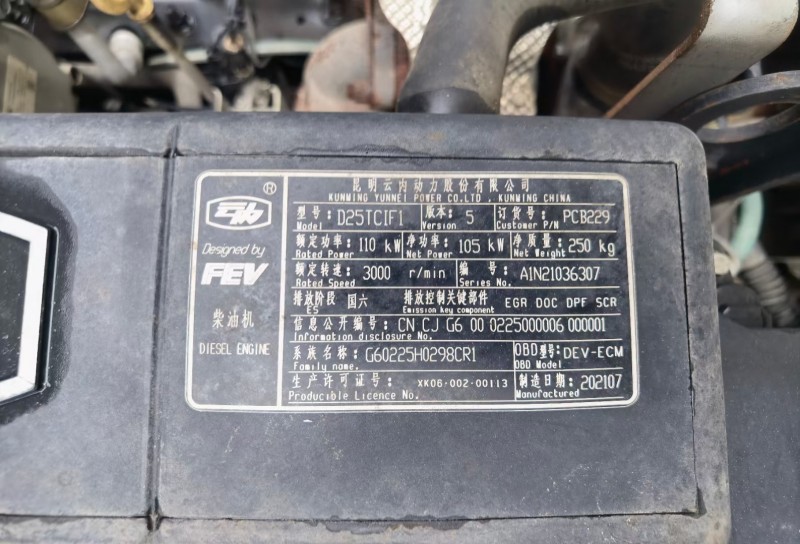 ®
Designed by
FEV
柴油机
DIESEL ENGINE
昆明云内动力股份有限公司
KUNMING YUNNEI POWER CO.,LTD., KUNMING CHINA
型号: D25TCIF1 版本: 5 订货号: PCB229
Model Version Customer P/N
额定功率: 110 kW 净功率: 105 kW 净质量: 250 kg
Rated Power Net Power Net Weight
额定转速: 3000 r/min 编号: A1N21036307
Rated Speed Series No.
排放阶段 国六 排放控制关键部件 EGR DOC DPF SCR
ES Emission key component
信息公开编号: CN CJ G6 00 0225000006 000001
Information disclosure No.
系族名称: G60225H0298CR1 OBD型号: DEV-ECM
Family name. OBD Model
生产许可证号: XK06-002-00113 制造日期: 202107
Producible Licence No. Manufactured